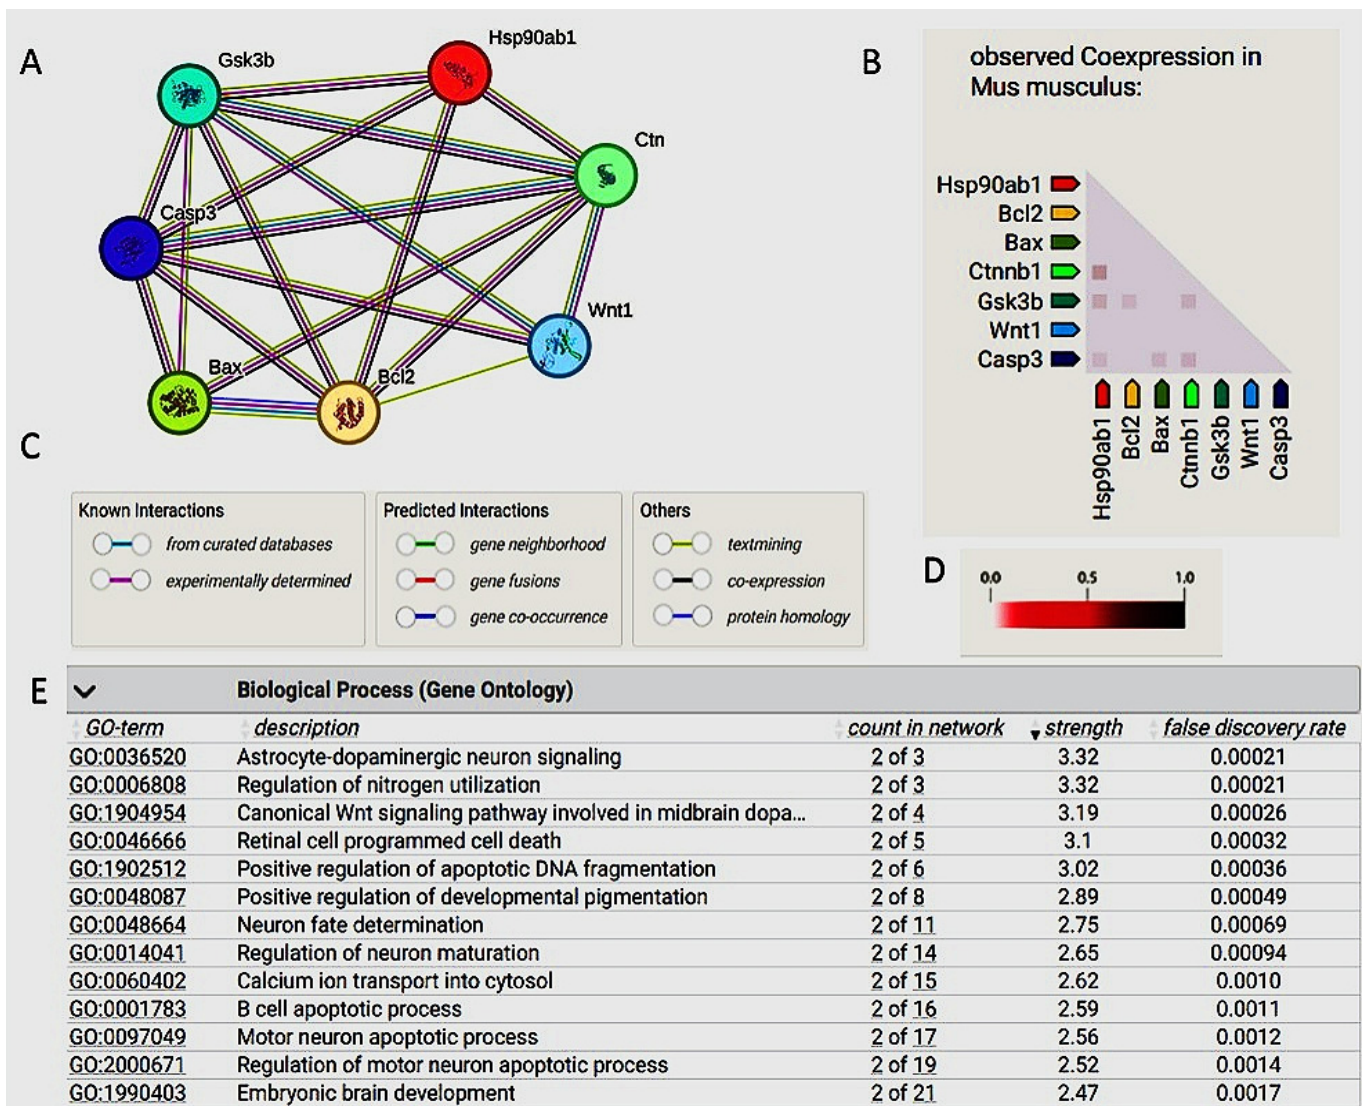 A
Gsk3b
Hsp90ab1
Ctn
Casp3
Wnt1
Bax
Bcl2
B
observed Coexpression in
Mus musculus:
Hsp90ab1
Bcl2
Bax
Ctnnb1
Gsk3b
Wnt1
Casp3
Hsp90ab1
Bcl2
Bax
Ctnnb1
Gsk3b
Wnt1
Casp3
C
Known Interactions
from curated databases
experimentally determined
Predicted Interactions
gene neighborhood
gene fusions
gene co-occurrence
Others
textmining
co-expression
protein homology
D
0.0 0.5 1.0
E
Biological Process (Gene Ontology)
GO-term description count in network strength false discovery rate
GO:0036520 Astrocyte-dopaminergic neuron signaling 2 of 3 3.32 0.00021
GO:0006808 Regulation of nitrogen utilization 2 of 3 3.32 0.00021
GO:1904954 Canonical Wnt signaling pathway involved in midbrain dopa... 2 of 4 3.19 0.00026
GO:0046666 Retinal cell programmed cell death 2 of 5 3.1 0.00032
GO:1902512 Positive regulation of apoptotic DNA fragmentation 2 of 6 3.02 0.00036
GO:0048087 Positive regulation of developmental pigmentation 2 of 8 2.89 0.00049
GO:0048664 Neuron fate determination 2 of 11 2.75 0.00069
GO:0014041 Regulation of neuron maturation 2 of 14 2.65 0.00094
GO:0060402 Calcium ion transport into cytosol 2 of 15 2.62 0.0010
GO:0001783 B cell apoptotic process 2 of 16 2.59 0.0011
GO:0097049 Motor neuron apoptotic process 2 of 17 2.56 0.0012
GO:2000671 Regulation of motor neuron apoptotic process 2 of 19 2.52 0.0014
GO:1990403 Embryonic brain development 2 of 21 2.47 0.0017